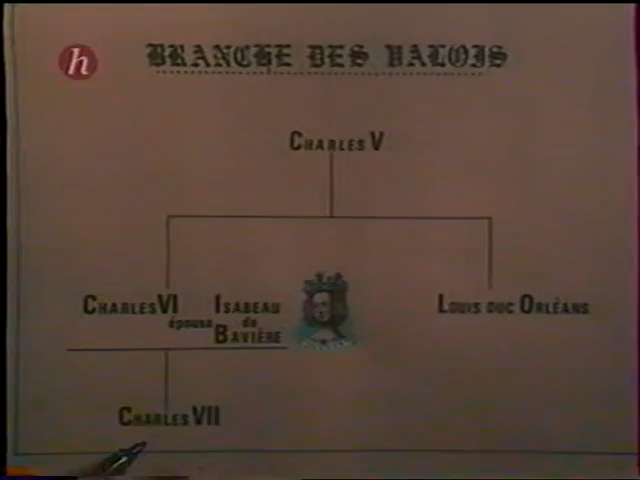 h
BRANCHE DES VALOIS
CHARLES V
CHARLES VI épouse ISABEAU de BAVIÈRE
LOUIS DUC ORLÉANS
CHARLES VII